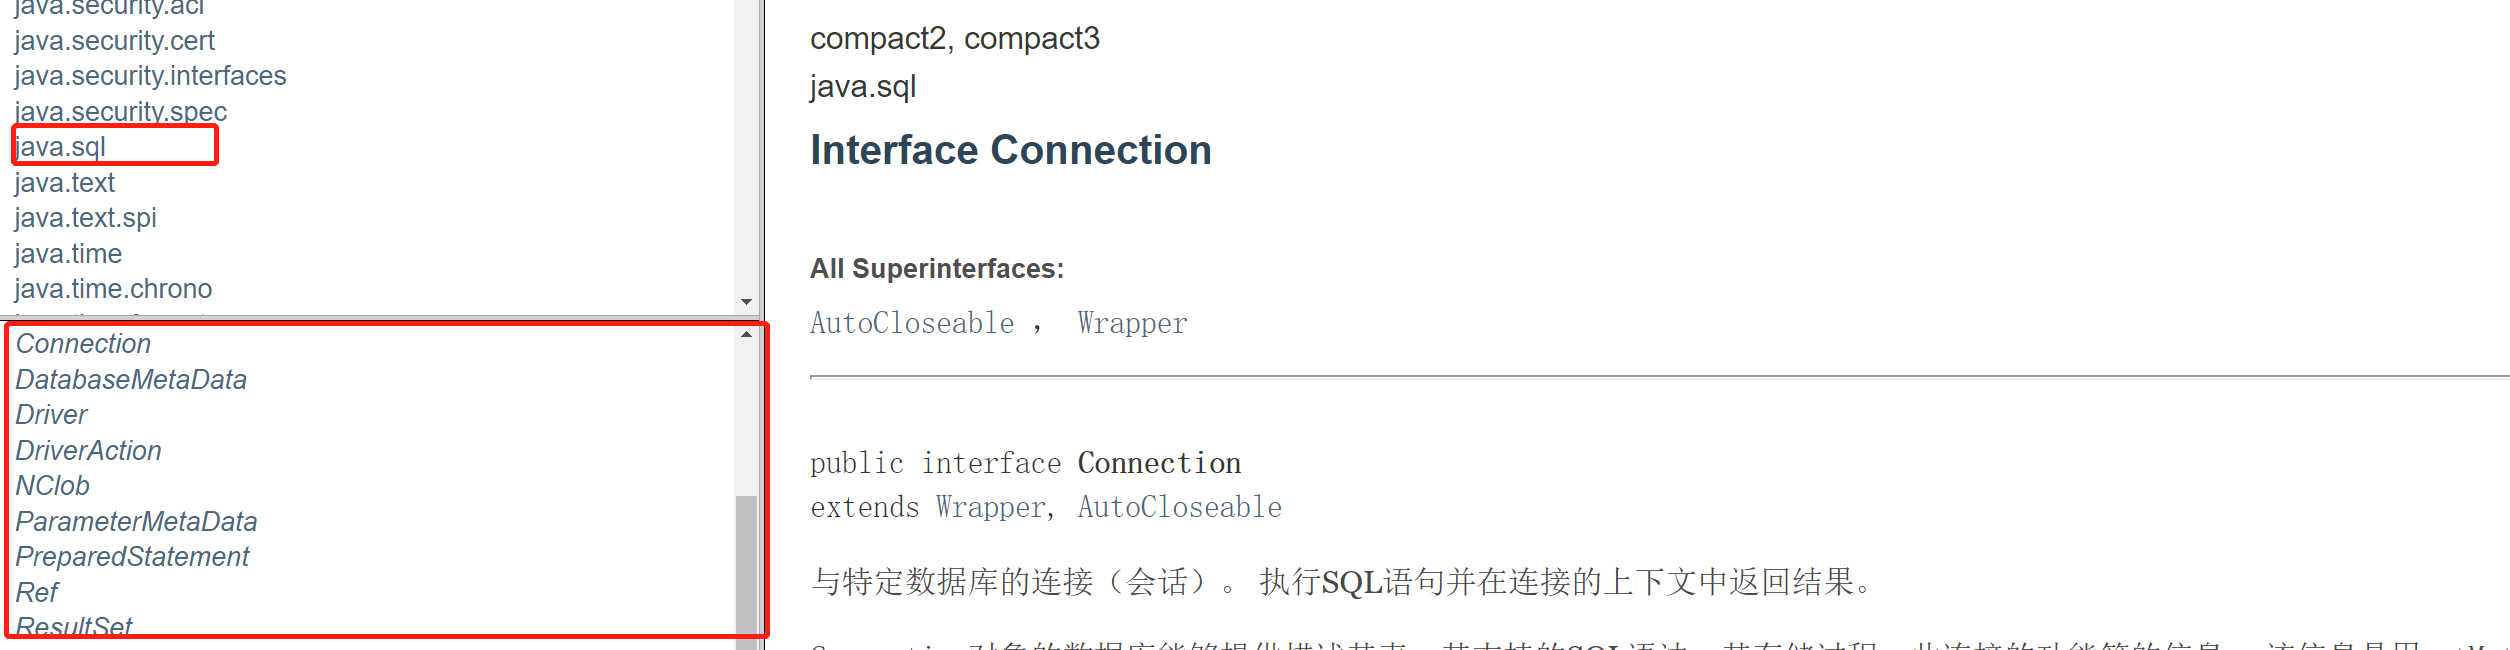 java.security.acl
java.security.cert
java.security.interfaces
java.security.spec
java.sql
java.text
java.text.spi
java.time
java.time.chrono
Connection
DatabaseMetaData
Driver
DriverAction
NClob
ParameterMetaData
PreparedStatement
Ref
ResultSet
compact2, compact3
java.sql
Interface Connection
All Superinterfaces:
AutoCloseable ， Wrapper
public interface Connection
extends Wrapper, AutoCloseable
与特定数据库的连接（会话）。 执行SQL语句并在连接的上下文中返回结果。